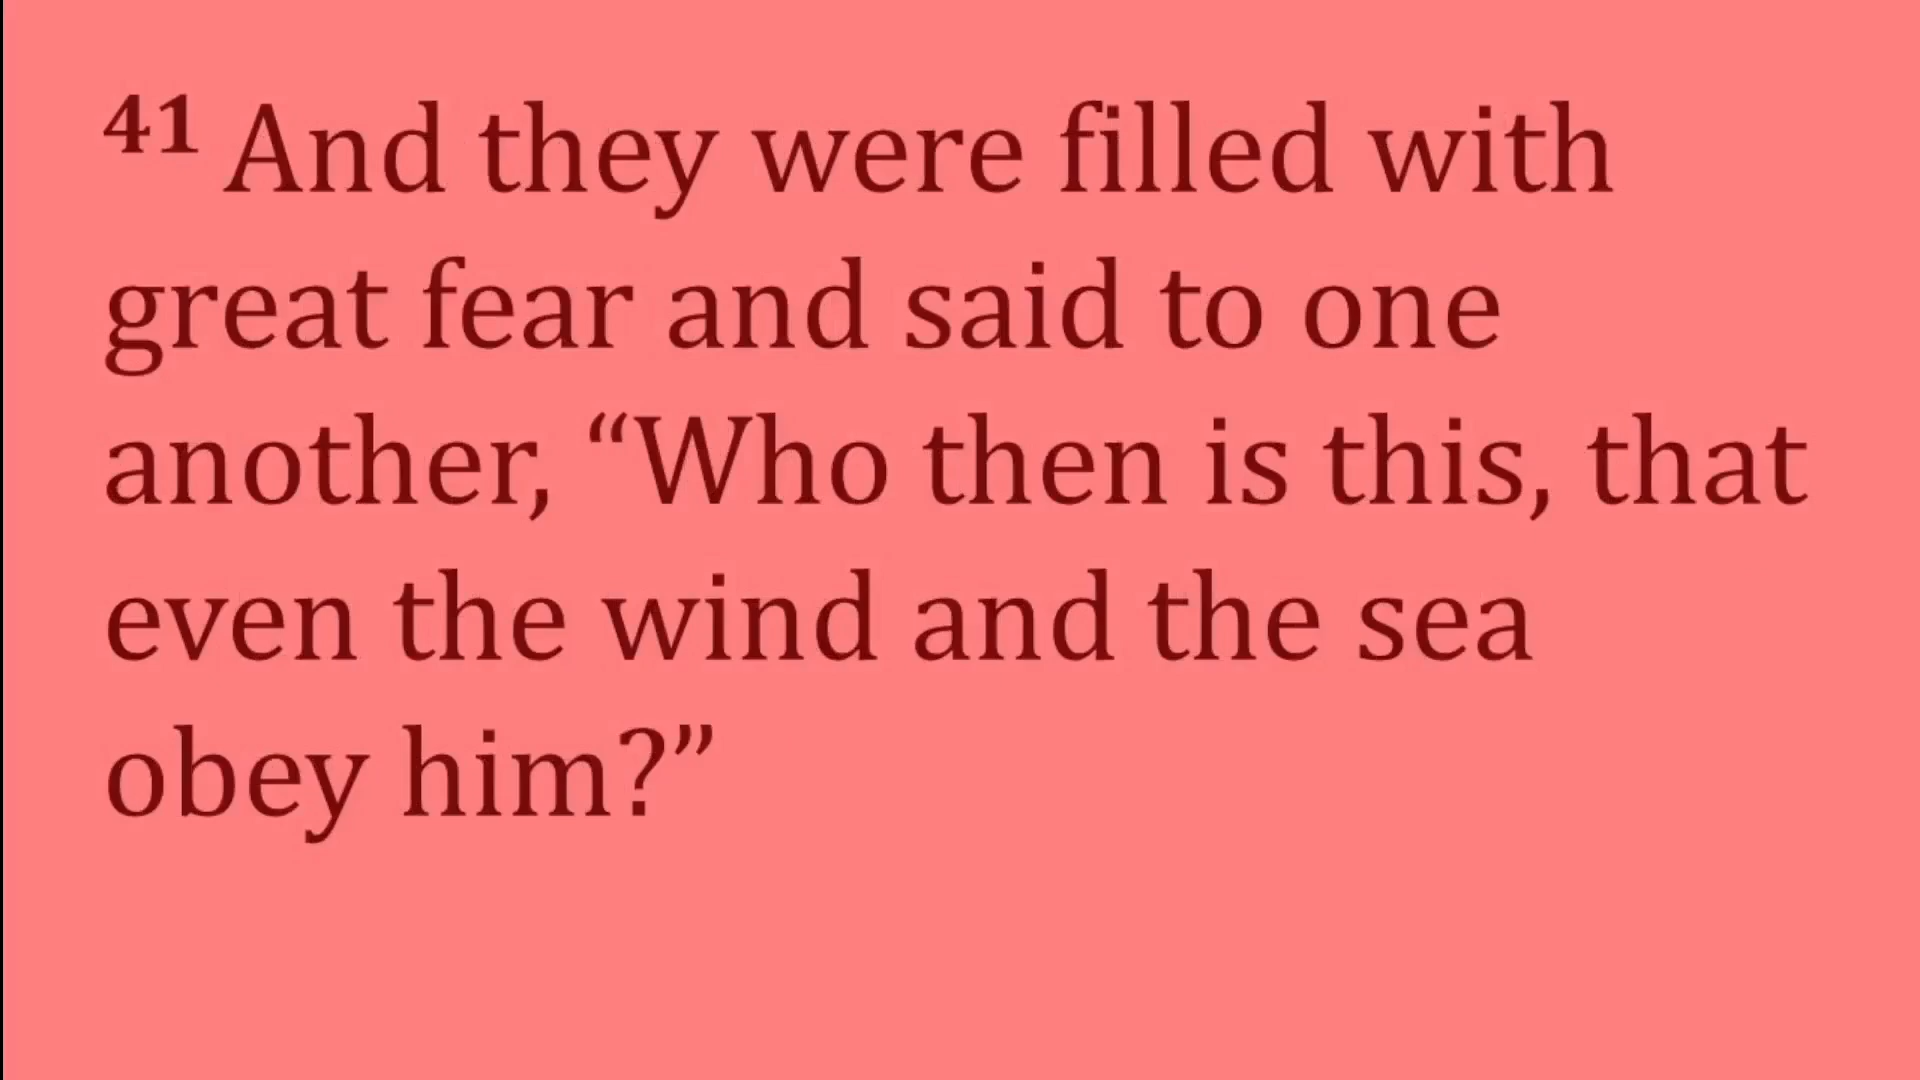 41 And they were filled with
great fear and said to one
another, “Who then is this, that
even the wind and the sea
obey him?”